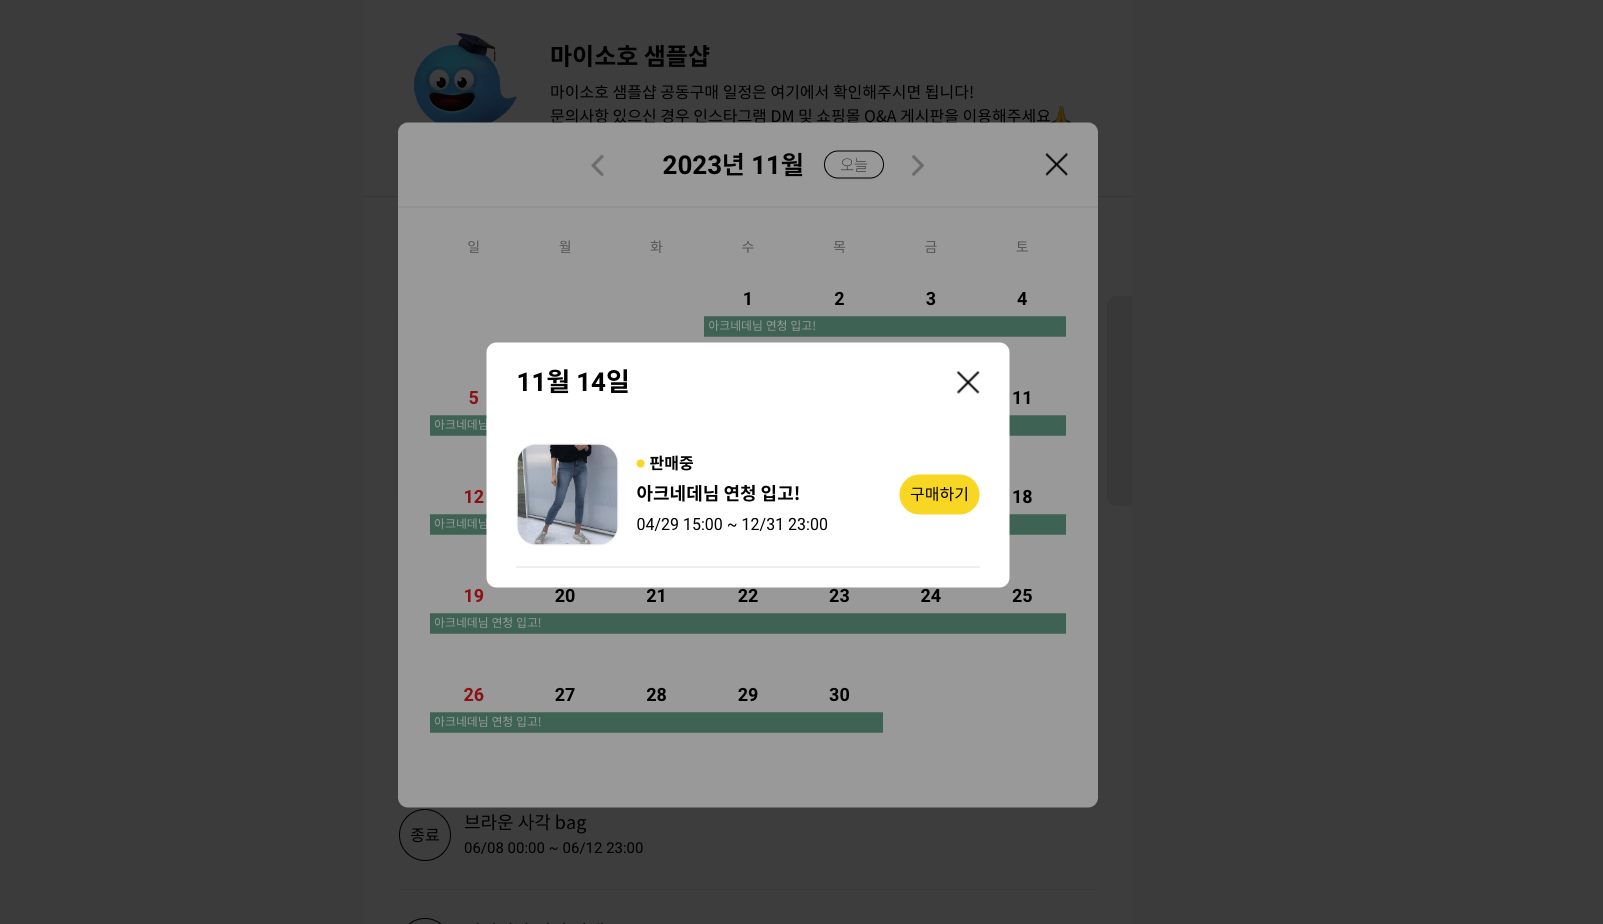 마이소호 샘플샵
마이소호 샘플샵 공동구매 일정은 여기에서 확인해주시면 됩니다!
문의사항 있으신 경우 인스타그램 DM 및 쇼핑몰 Q&A 게시판을 이용해주세요🙏
2023년 11월 오늘
일 월 화 수 목 금 토
1 2 3 4
아크네데님 연청 입고!
11월 14일
5 11
아크네데님
판매중
아크네데님 연청 입고!
구매하기
04/29 15:00 ~ 12/31 23:00
12 18
아크네데님
19 20 21 22 23 24 25
아크네데님 연청 입고!
26 27 28 29 30
아크네데님 연청 입고!
종료
브라운 사각 bag
06/08 00:00 ~ 06/12 23:00